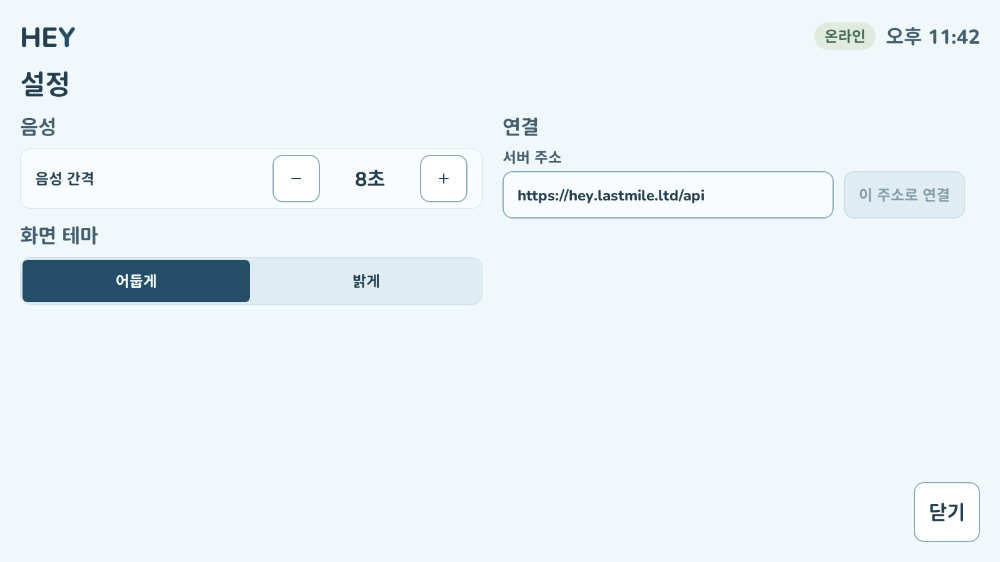 HEY
온라인 오후 11:42
설정
음성
음성 간격 − 8초 +
화면 테마
어둡게 밝게
연결
서버 주소
https://hey.lastmile.ltd/api 이 주소로 연결
닫기